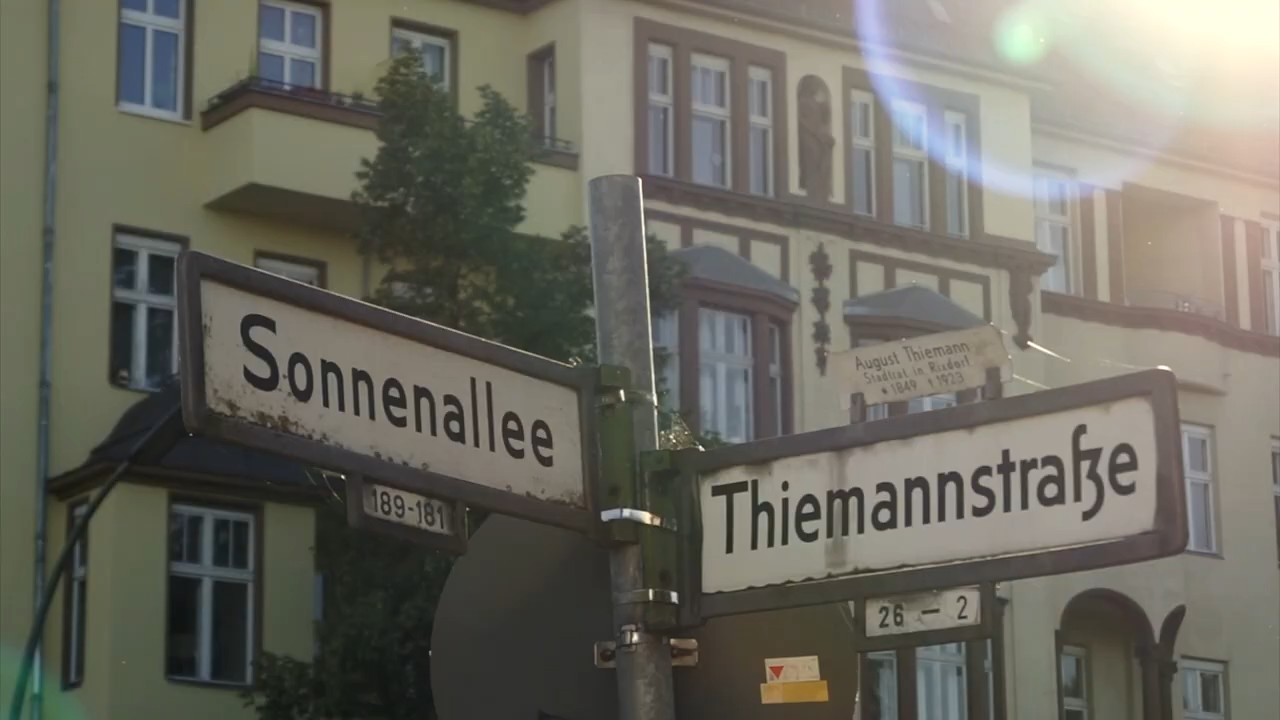 Sonnenallee
189-181
August Thiemann
Stadtrat in Rixdorf
* 1849 † 1923
Thiemannstraße
26 — 2